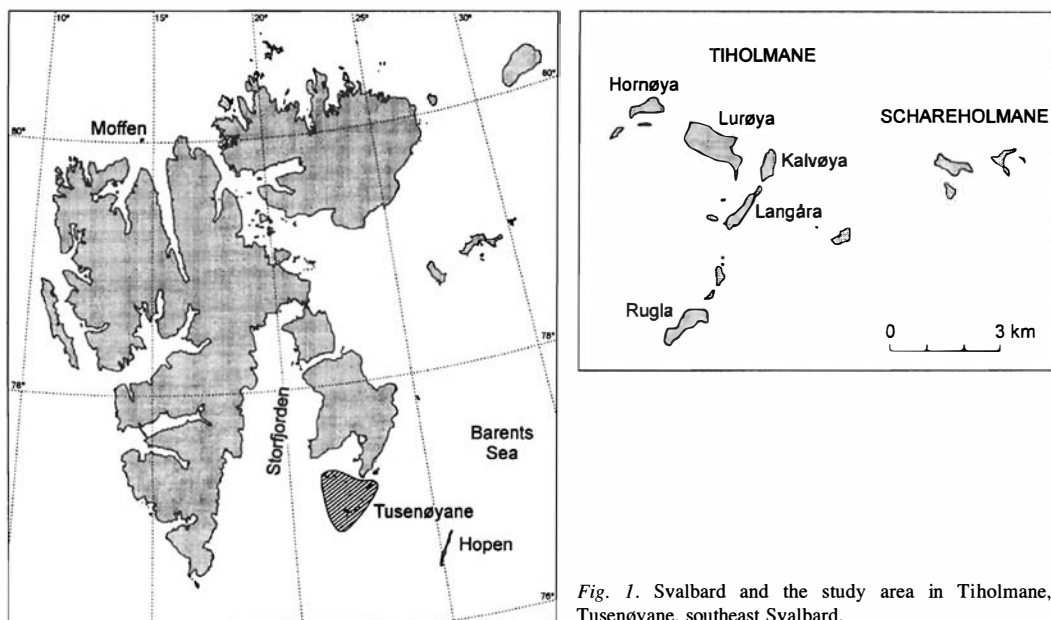 10°
15°
20°
25°
30°
80°
80°
Moffen
78°
78°
Storfjorden
Barents
Sea
Tusenøyane
Hopen
76°
TIHOLMANE
Hornøya
Lurøya
SCHAREHOLMANE
Kalvøya
Langåra
Rugla
0 3 km
Fig. 1. Svalbard and the study area in Tiholmane,
Tusenøyane, southeast Svalbard.